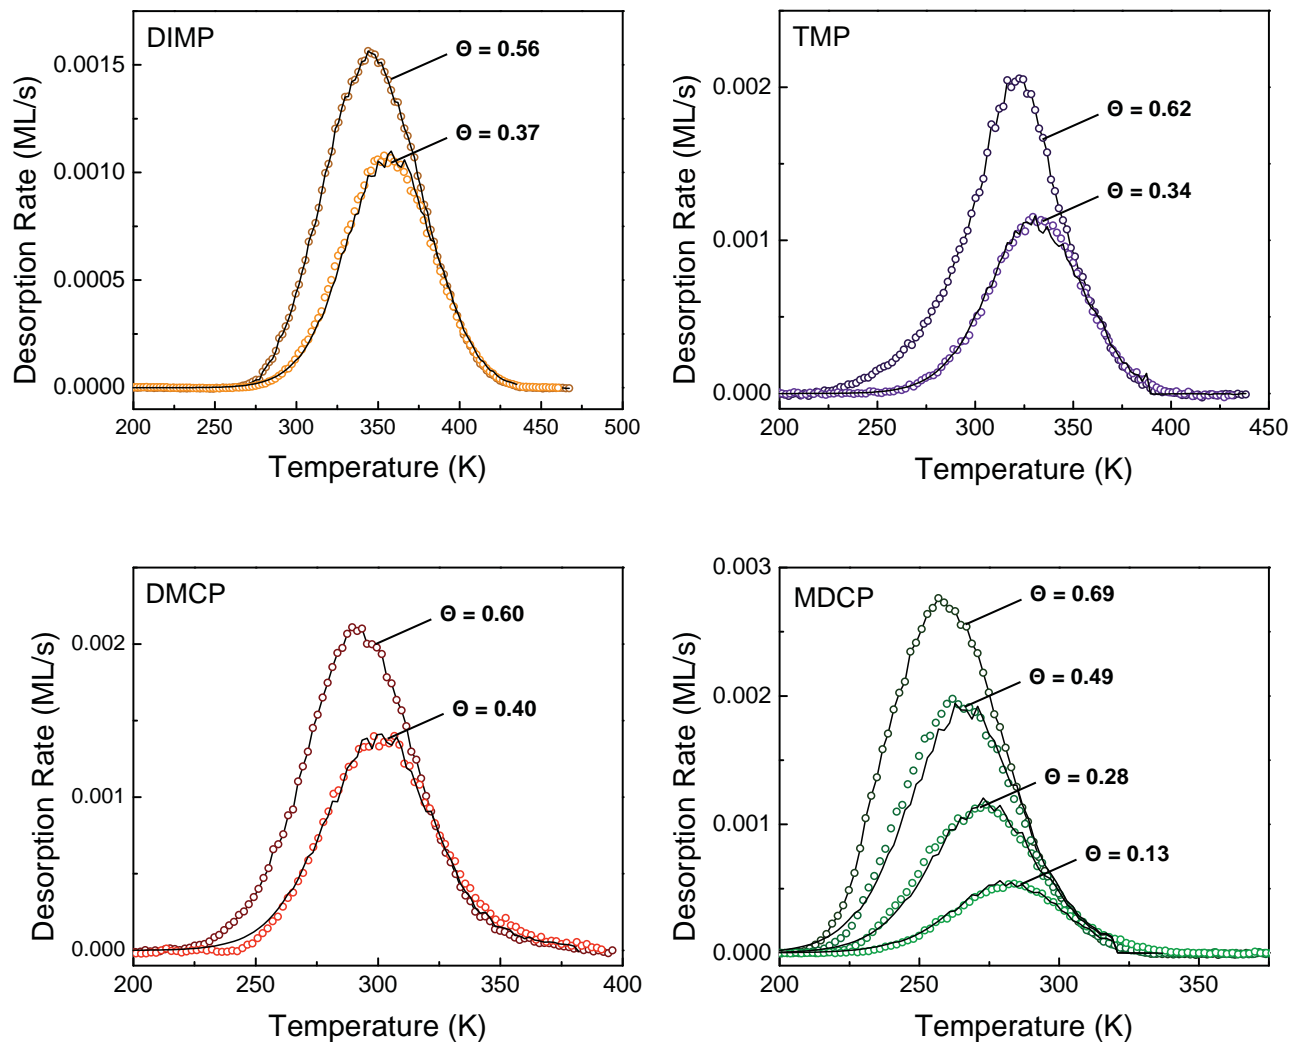 DIMP
Θ = 0.56
Θ = 0.37
0.0015
0.0010
0.0005
0.0000
Desorption Rate (ML/s)
200 250 300 350 400 450 500
Temperature (K)
TMP
Θ = 0.62
Θ = 0.34
0.002
0.001
0.000
Desorption Rate (ML/s)
200 250 300 350 400 450
Temperature (K)
DMCP
Θ = 0.60
Θ = 0.40
0.002
0.001
0.000
Desorption Rate (ML/s)
200 250 300 350 400
Temperature (K)
MDCP
Θ = 0.69
Θ = 0.49
Θ = 0.28
Θ = 0.13
0.003
0.002
0.001
0.000
Desorption Rate (ML/s)
200 250 300 350
Temperature (K)